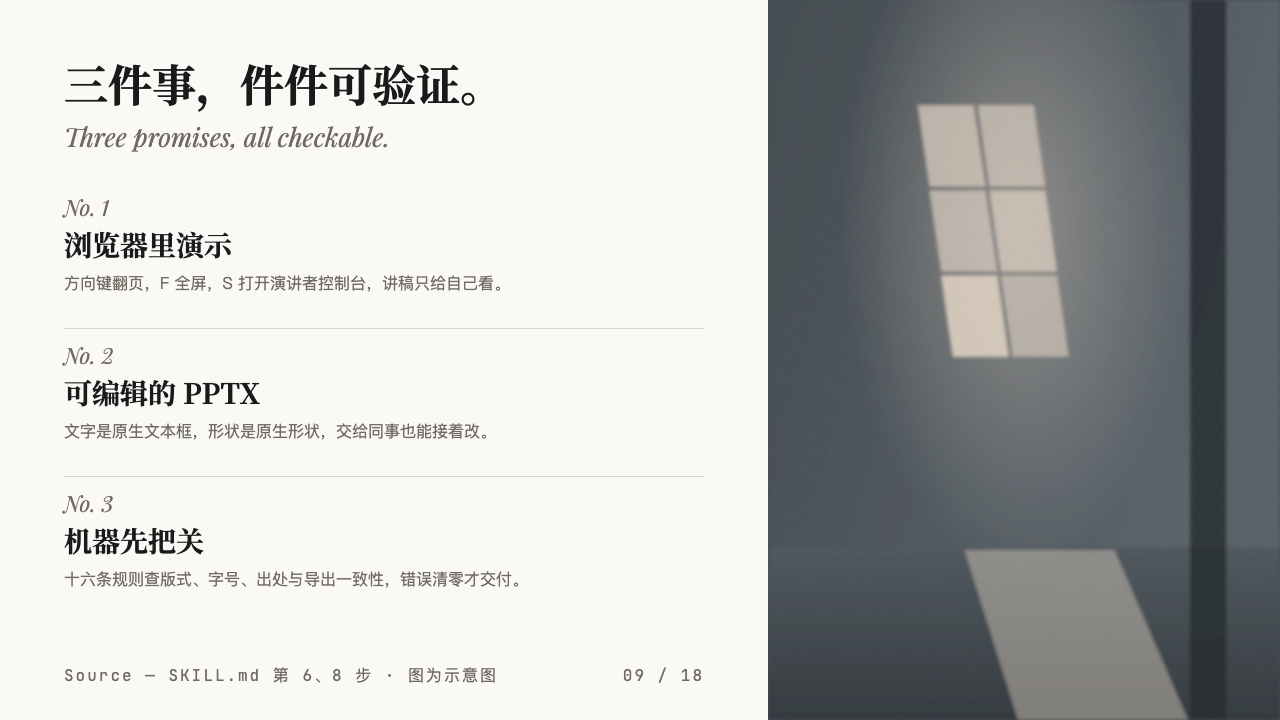 三件事，件件可验证。
Three promises, all checkable.
No. 1
浏览器里演示
方向键翻页，F 全屏，S 打开演讲者控制台，讲稿只给自己看。
No. 2
可编辑的 PPTX
文字是原生文本框，形状是原生形状，交给同事也能接着改。
No. 3
机器先把关
十六条规则查版式、字号、出处与导出一致性，错误清零才交付。
Source — SKILL.md 第 6、8 步 · 图为示意图
09 / 18